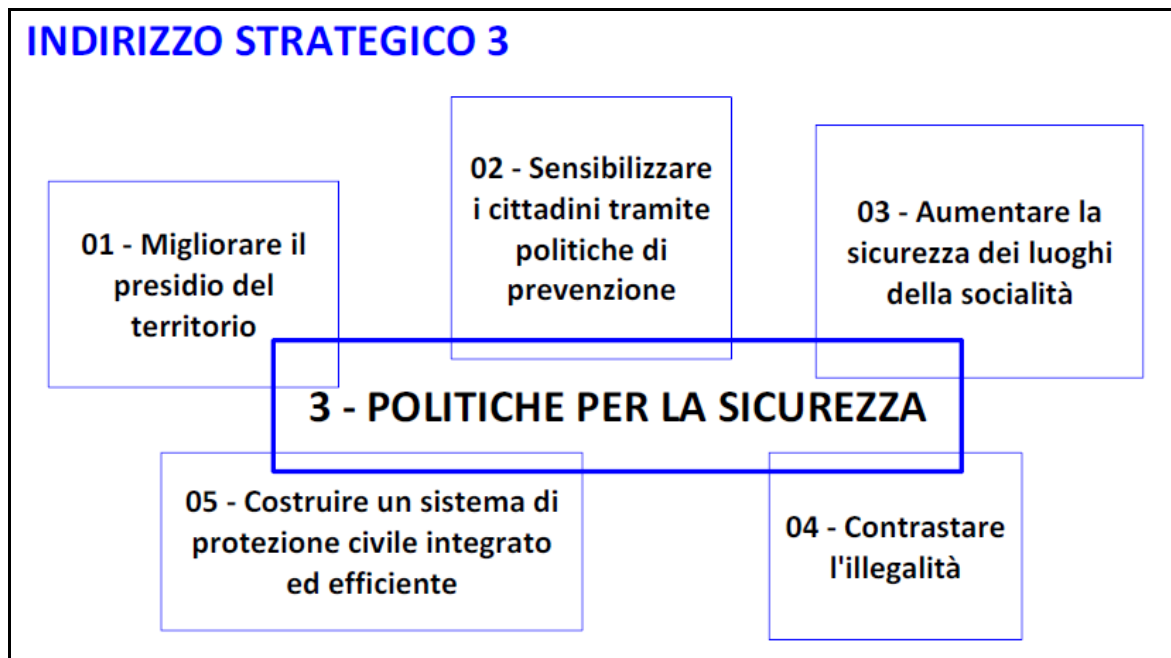 INDIRIZZO STRATEGICO 3
01 - Migliorare il
presidio del
territorio
02 - Sensibilizzare
i cittadini tramite
politiche di
prevenzione
03 - Aumentare la
sicurezza dei luoghi
della socialità
3 - POLITICHE PER LA SICUREZZA
05 - Costruire un sistema di
protezione civile integrato
ed efficiente
04 - Contrastare
l'illegalità